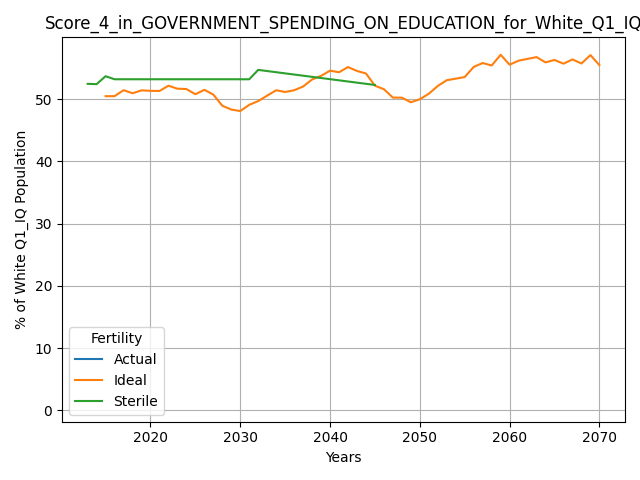 Score_4_in_GOVERNMENT_SPENDING_ON_EDUCATION_for_White_Q1_IQ
% of White Q1_IQ Population
50
40
30
20
10
0
Fertility
Actual
Ideal
Sterile
2020 2030 2040 2050 2060 2070
Years